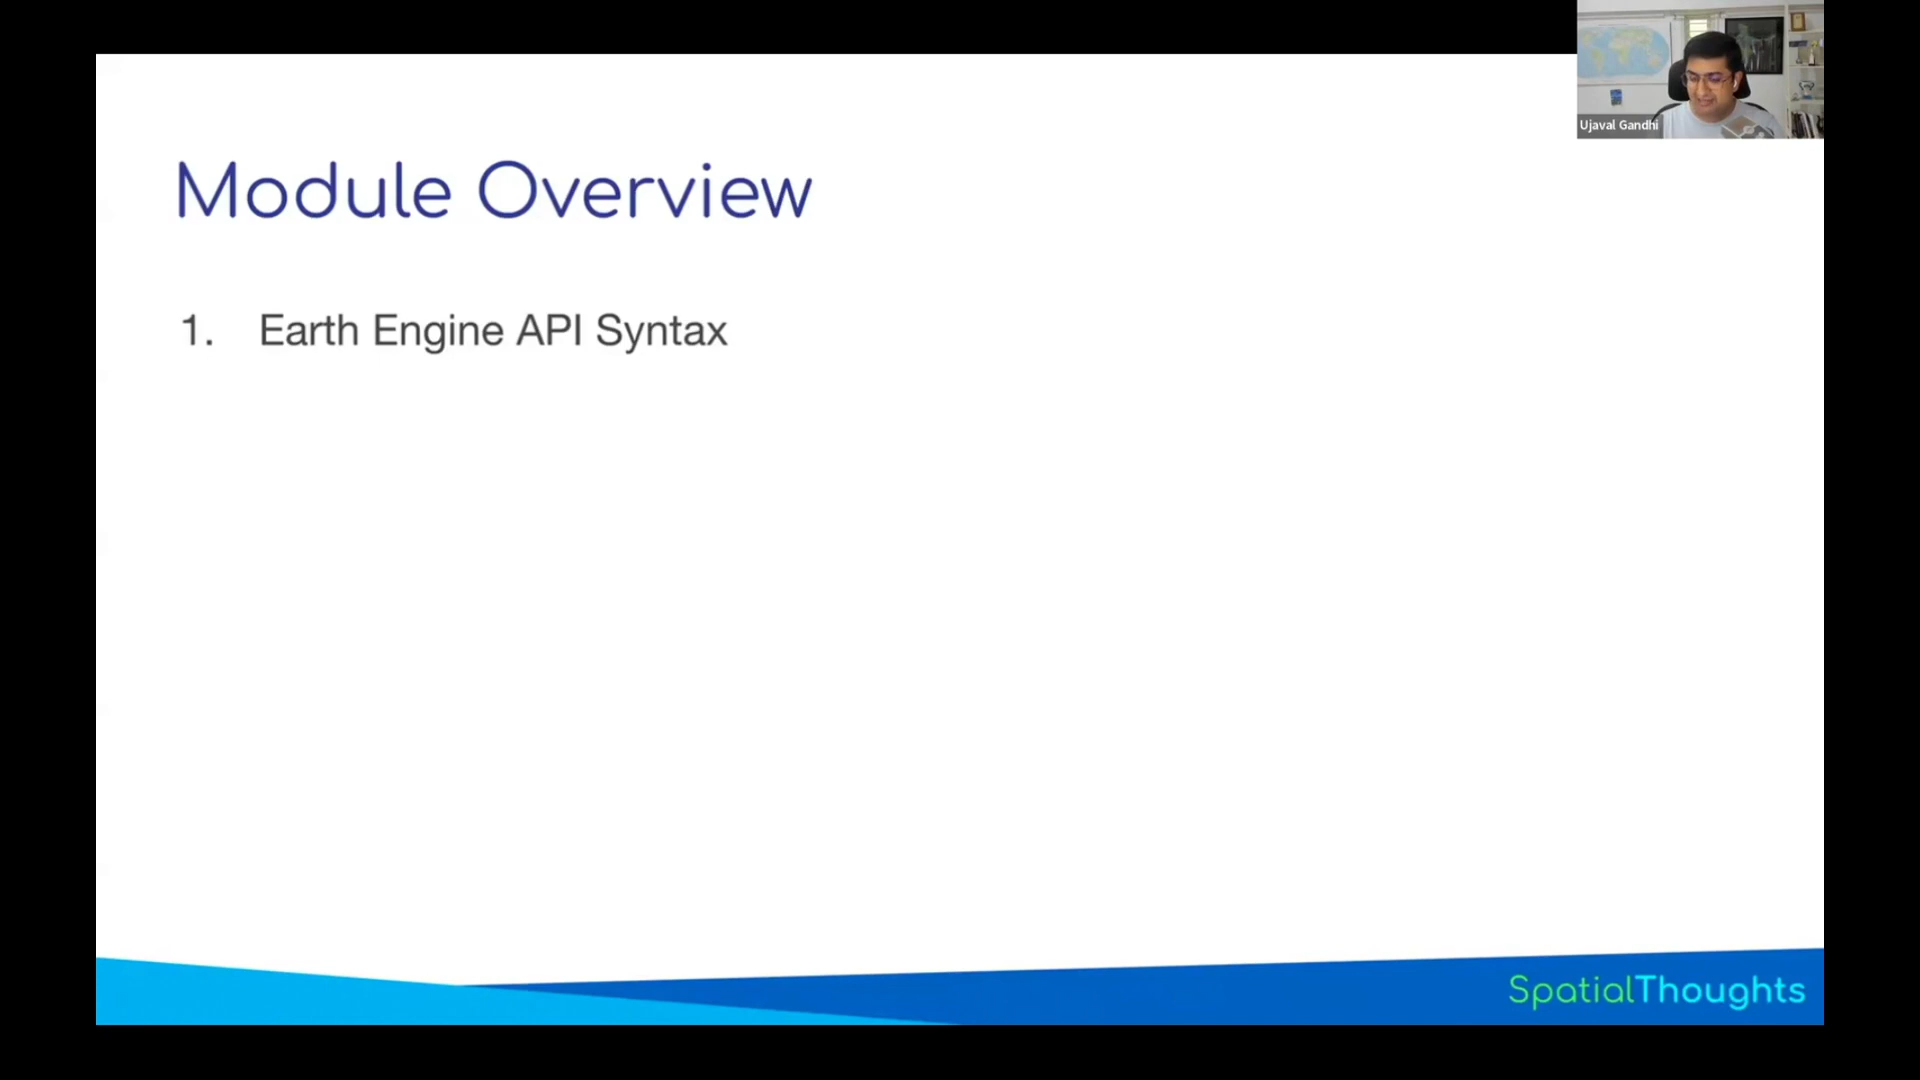 Ujaval Gandhi
Module Overview
1. Earth Engine API Syntax
SpatialThoughts